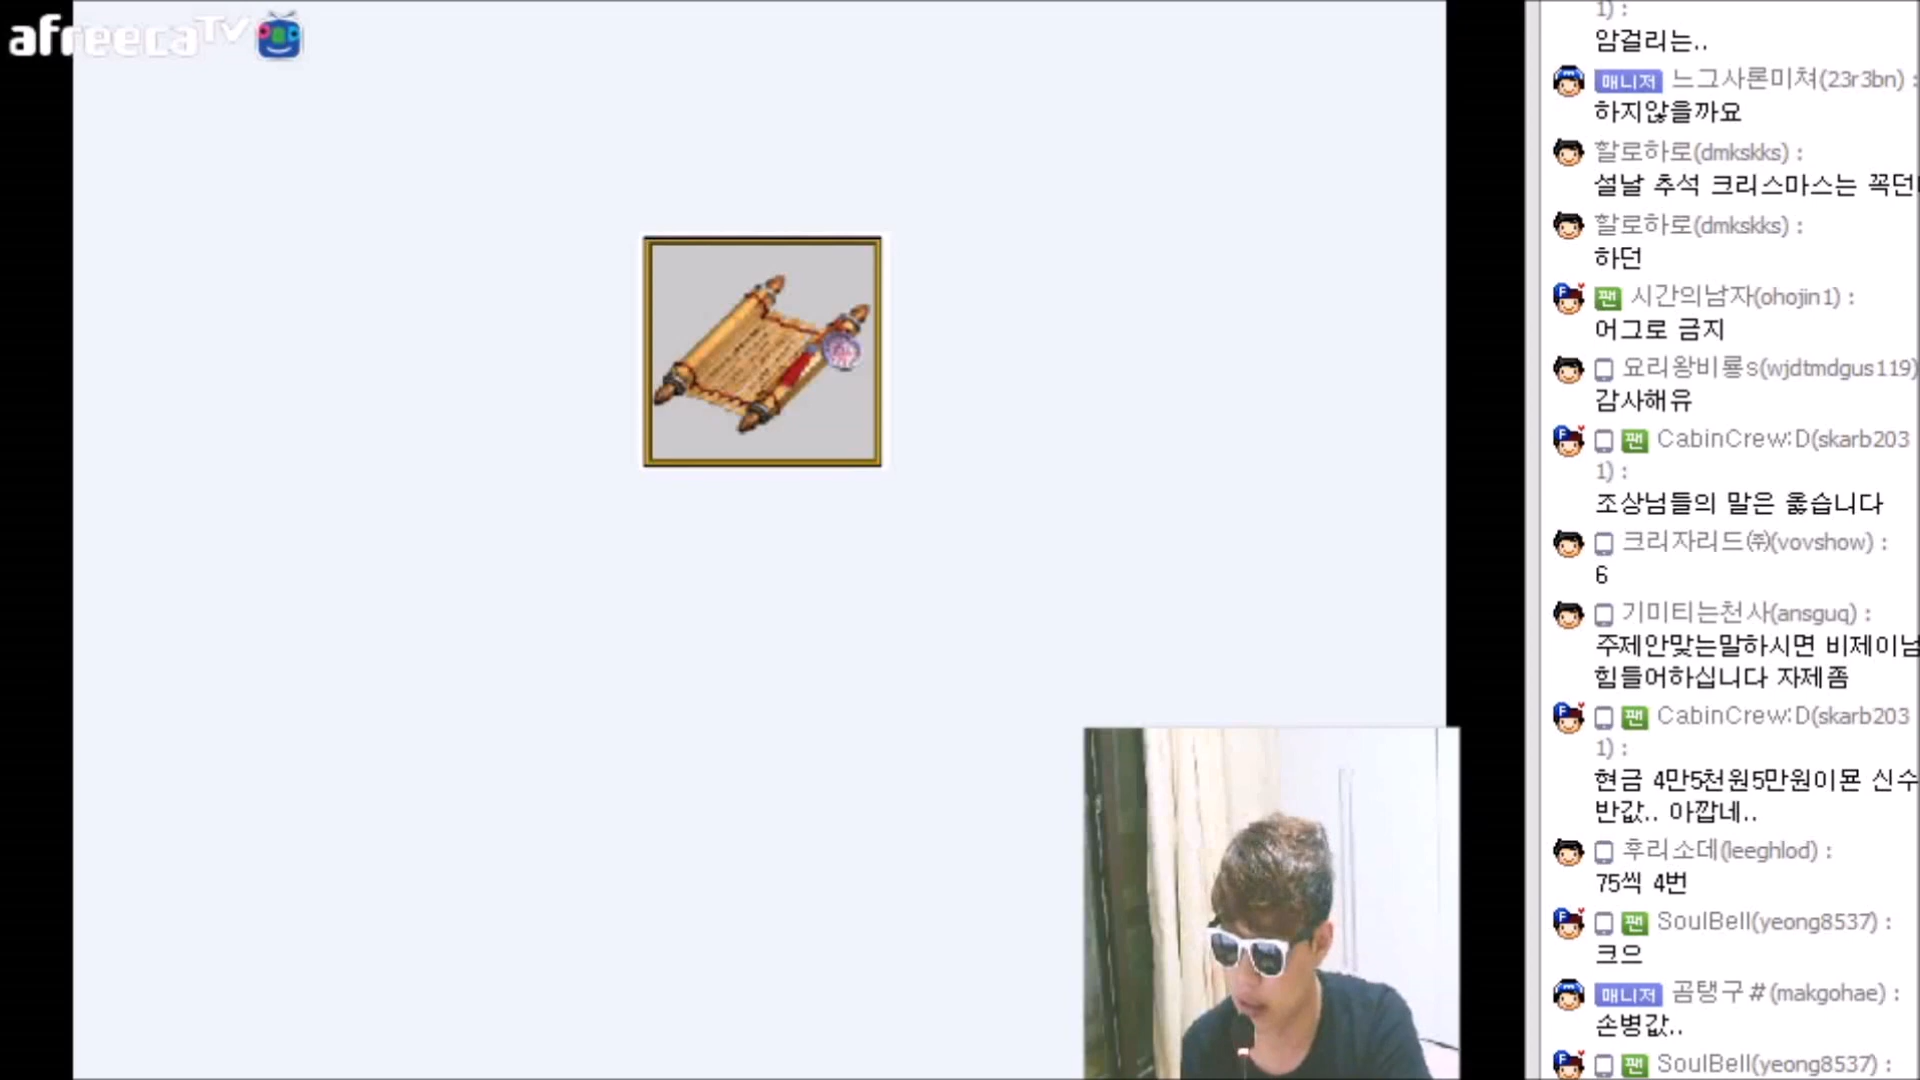 afreecaTV
1) :
암걸리는..
매니저 느그사론미쳐(23r3bn) :
하지않을까요
할로하로(dmkskks) :
설날 추석 크리스마스는 꼭던
할로하로(dmkskks) :
하던
팬 시간의남자(ohojin1) :
어그로 금지
요리왕비룡s(wjdtmdgus119)
감사해유
팬 CabinCrew:D(skarb203
1) :
조상님들의 말은 옳습니다
크리자리드㈜(vovshow) :
6
기미티는천사(ansguq) :
주제안맞는말하시면 비제이님
힘들어하십니다 자제좀
팬 CabinCrew:D(skarb203
1) :
현금 4만5천원5만원이묜 신수
반값.. 아깝네..
후리소데(leeghlod) :
75씩 4번
팬 SoulBell(yeong8537) :
크으
매니저 곰탱구#(makgohae) :
손병값..
팬 SoulBell(yeong8537) :